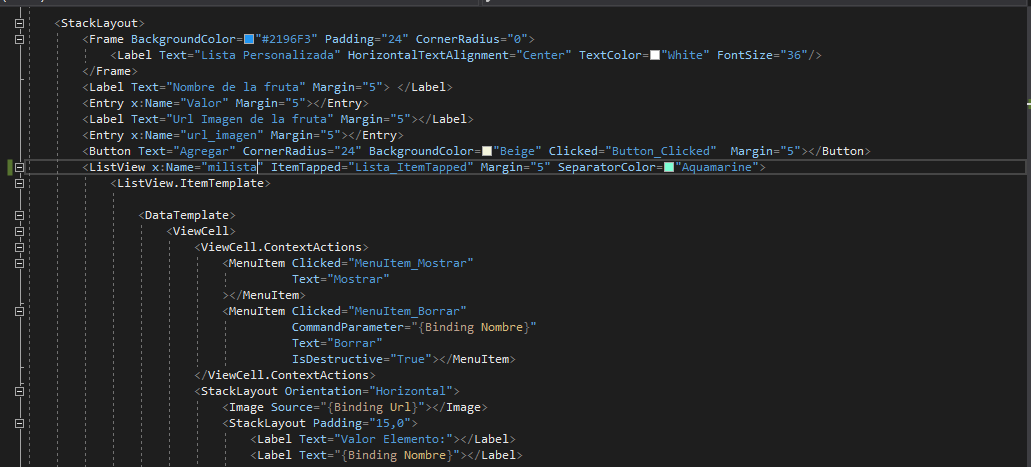 <StackLayout>
<Frame BackgroundColor="#2196F3" Padding="24" CornerRadius="0">
<Label Text="Lista Personalizada" HorizontalTextAlignment="Center" TextColor="White" FontSize="36"/>
</Frame>
<Label Text="Nombre de la fruta" Margin="5"> </Label>
<Entry x:Name="Valor" Margin="5"></Entry>
<Label Text="Url Imagen de la fruta" Margin="5"></Label>
<Entry x:Name="url_imagen" Margin="5"></Entry>
<Button Text="Agregar" CornerRadius="24" BackgroundColor="Beige" Clicked="Button_Clicked"  Margin="5"></Button>
<ListView x:Name="milista" ItemTapped="Lista_ItemTapped" Margin="5" SeparatorColor="Aquamarine">
<ListView.ItemTemplate>
<DataTemplate>
<ViewCell>
<ViewCell.ContextActions>
<MenuItem Clicked="MenuItem_Mostrar"
Text="Mostrar"
></MenuItem>
<MenuItem Clicked="MenuItem_Borrar"
CommandParameter="{Binding Nombre}"
Text="Borrar"
IsDestructive="True"></MenuItem>
</ViewCell.ContextActions>
<StackLayout Orientation="Horizontal">
<Image Source="{Binding Url}"></Image>
<StackLayout Padding="15,0">
<Label Text="Valor Elemento:"></Label>
<Label Text="{Binding Nombre}"></Label>